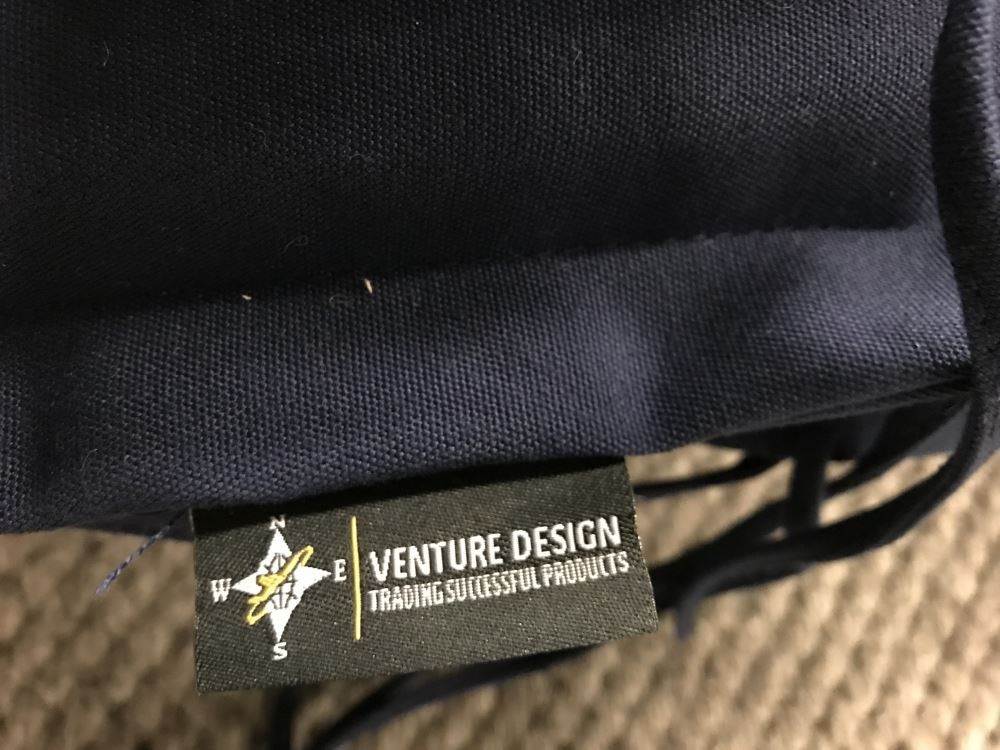 N
W E
S
VENTURE DESIGN
TRADING SUCCESSFUL PRODUCTS